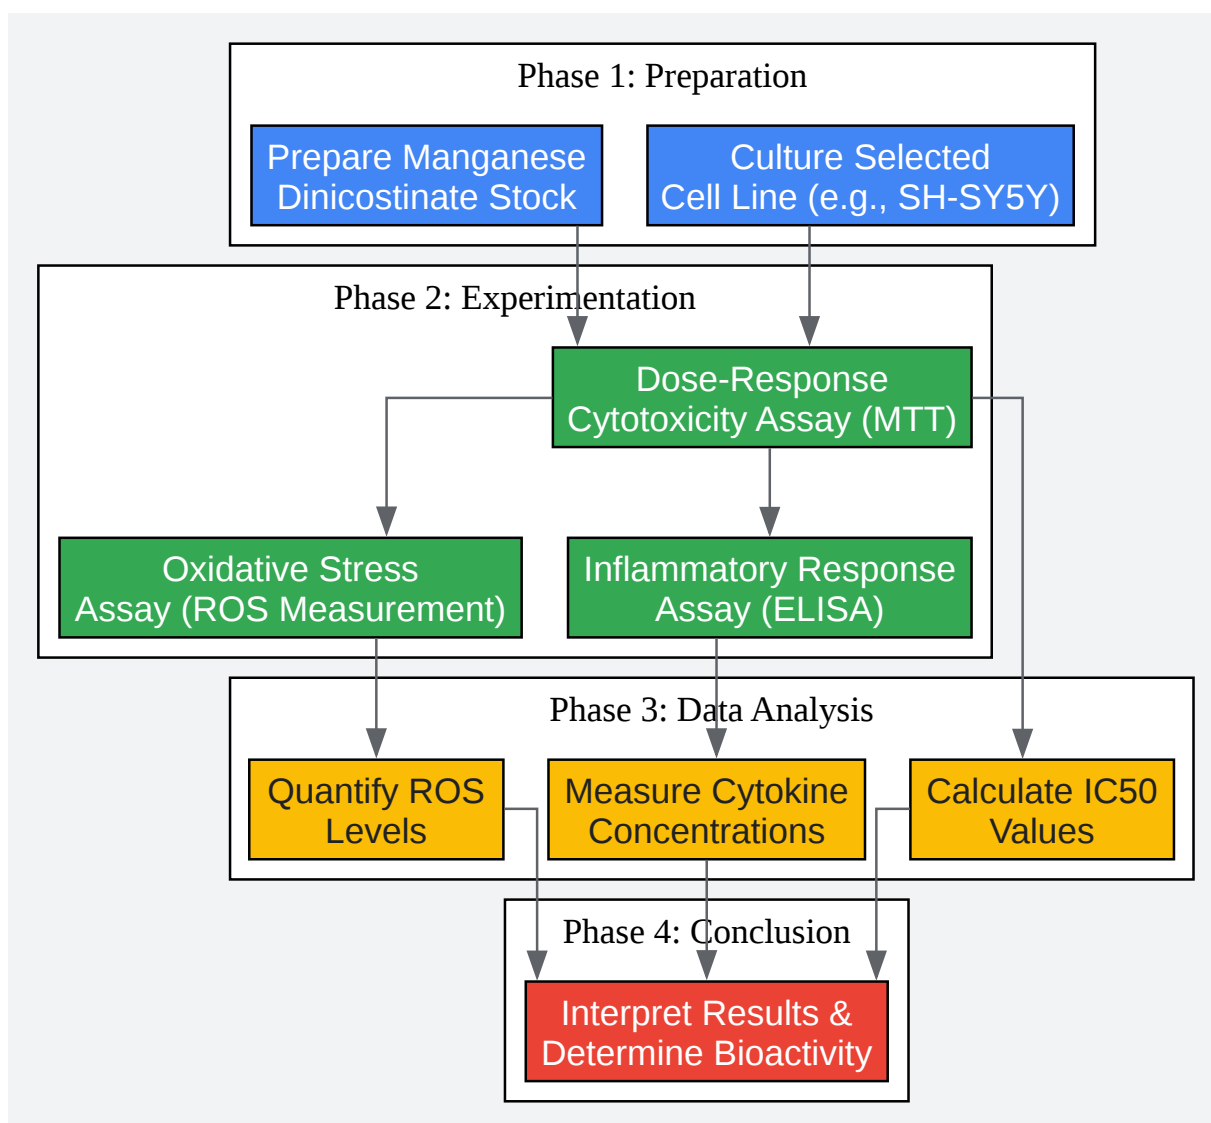 Phase 1: Preparation
Prepare Manganese
Dinicostinate Stock
Culture Selected
Cell Line (e.g., SH-SY5Y)
Phase 2: Experimentation
Dose-Response
Cytotoxicity Assay (MTT)
Oxidative Stress
Assay (ROS Measurement)
Inflammatory Response
Assay (ELISA)
Phase 3: Data Analysis
Quantify ROS
Levels
Measure Cytokine
Concentrations
Calculate IC50
Values
Phase 4: Conclusion
Interpret Results &
Determine Bioactivity